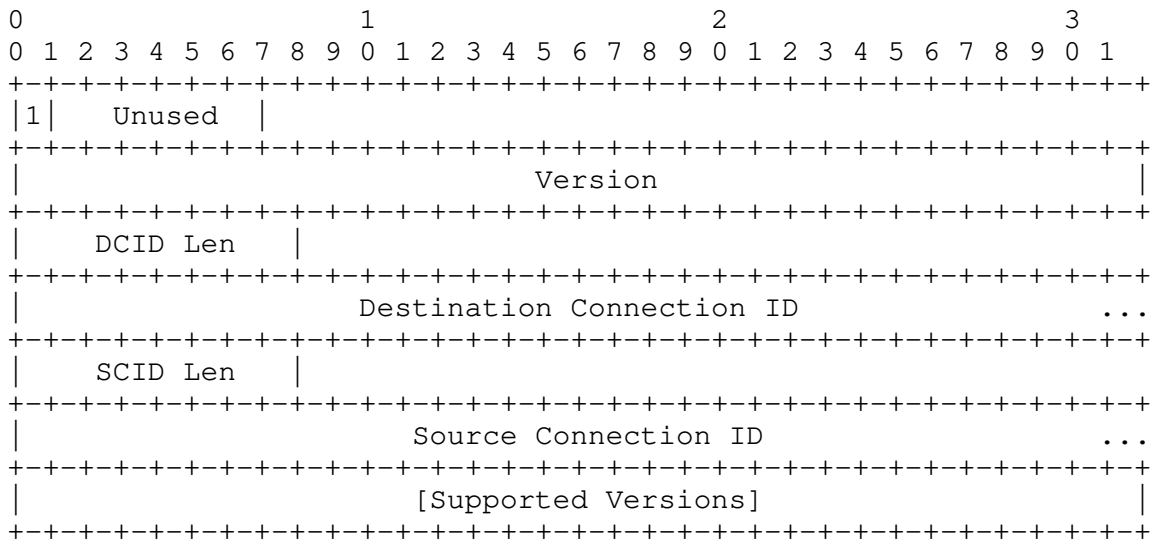 0                   1                   2                   3
0 1 2 3 4 5 6 7 8 9 0 1 2 3 4 5 6 7 8 9 0 1 2 3 4 5 6 7 8 9 0 1
+-+-+-+-+-+-+-+-+-+-+-+-+-+-+-+-+-+-+-+-+-+-+-+-+-+-+-+-+-+-+-+-+
|1|   Unused  |
+-+-+-+-+-+-+-+-+-+-+-+-+-+-+-+-+-+-+-+-+-+-+-+-+-+-+-+-+-+-+-+-+
|                             Version                           |
+-+-+-+-+-+-+-+-+-+-+-+-+-+-+-+-+-+-+-+-+-+-+-+-+-+-+-+-+-+-+-+-+
|    DCID Len   |
+-+-+-+-+-+-+-+-+-+-+-+-+-+-+-+-+-+-+-+-+-+-+-+-+-+-+-+-+-+-+-+-+
|                   Destination Connection ID                 ...
+-+-+-+-+-+-+-+-+-+-+-+-+-+-+-+-+-+-+-+-+-+-+-+-+-+-+-+-+-+-+-+-+
|    SCID Len   |
+-+-+-+-+-+-+-+-+-+-+-+-+-+-+-+-+-+-+-+-+-+-+-+-+-+-+-+-+-+-+-+-+
|                      Source Connection ID                   ...
+-+-+-+-+-+-+-+-+-+-+-+-+-+-+-+-+-+-+-+-+-+-+-+-+-+-+-+-+-+-+-+-+
|                      [Supported Versions]                     |
+-+-+-+-+-+-+-+-+-+-+-+-+-+-+-+-+-+-+-+-+-+-+-+-+-+-+-+-+-+-+-+-+